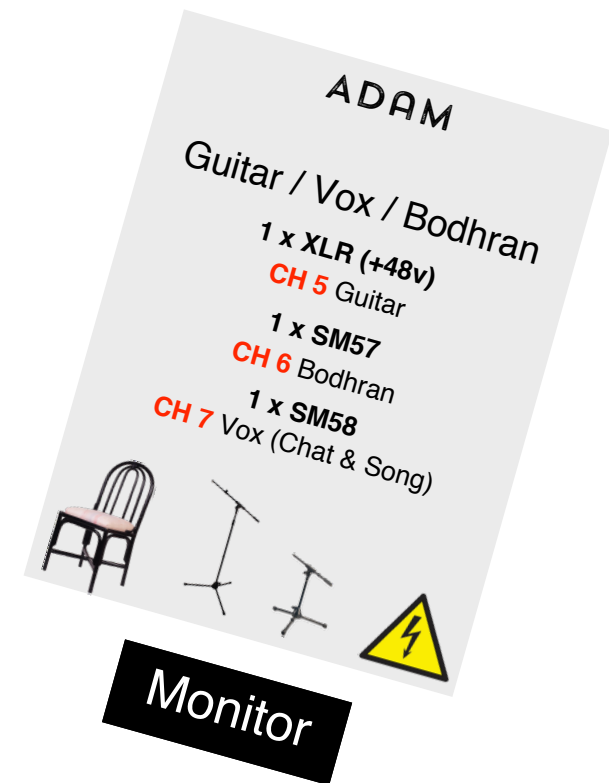 ADAM
Guitar / Vox / Bodhran
1 x XLR (+48v)
CH 5 Guitar
1 x SM57
CH 6 Bodhran
1 x SM58
CH 7 Vox (Chat & Song)
Monitor